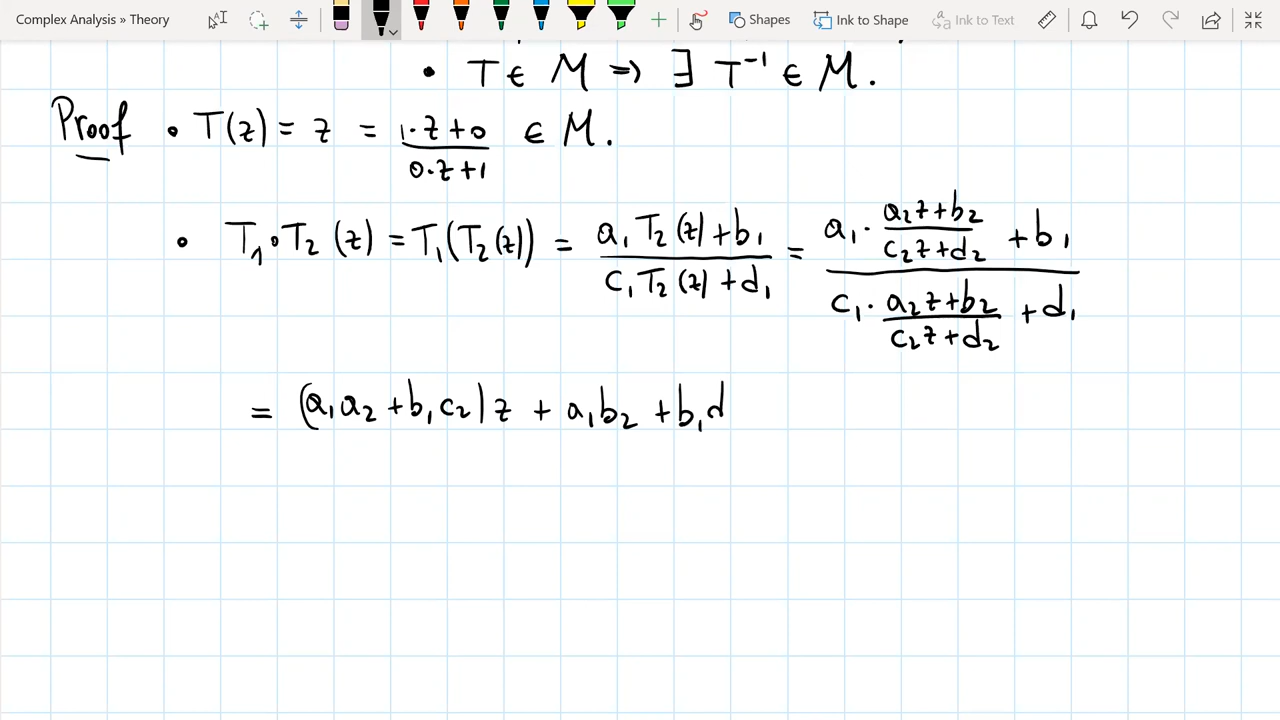 Complex Analysis » Theory
Shapes
Ink to Shape
Ink to Text
• T ∈ M ⇒ ∃ T⁻¹ ∈ M.
Proof • T(z) = z = (1·z+0)/(0·z+1) ∈ M.
• T₁∘T₂ (z) = T₁(T₂(z)) = (a₁T₂(z)+b₁)/(c₁T₂(z)+d₁) = (a₁·(a₂z+b₂)/(c₂z+d₂) + b₁)/(c₁·(a₂z+b₂)/(c₂z+d₂) + d₁)
= (a₁a₂+b₁c₂)z + a₁b₂ + b₁d